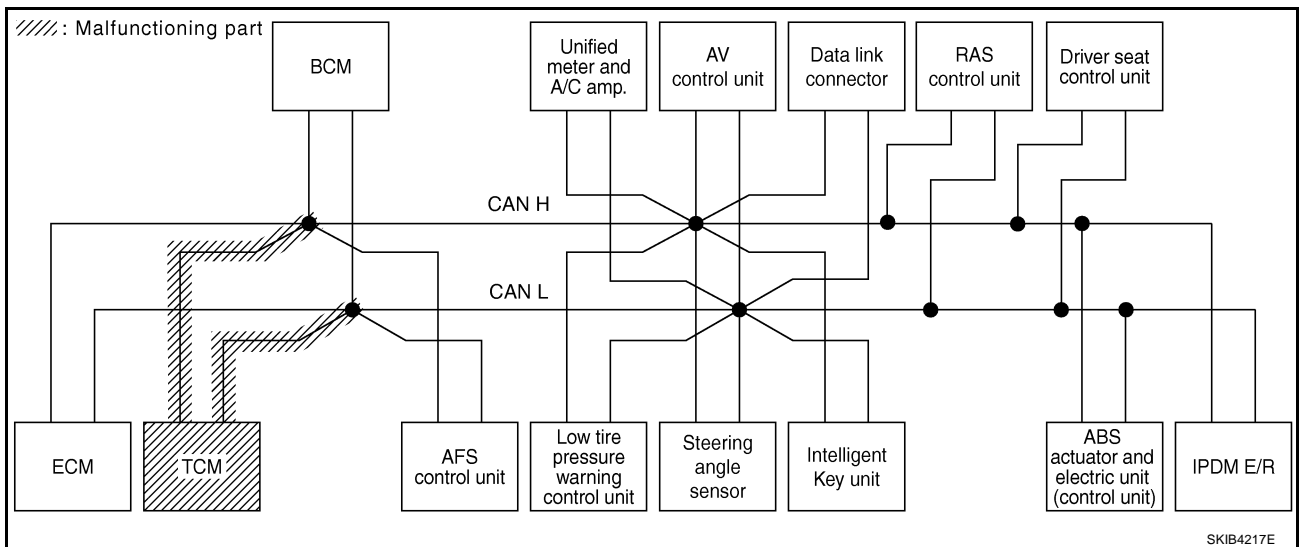 : Malfunctioning part
BCM
Unified
meter and
A/C amp.
AV
control unit
Data link
connector
RAS
control unit
Driver seat
control unit
CAN H
CAN L
ECM
TCM
AFS
control unit
Low tire
pressure
warning
control unit
Steering
angle
sensor
Intelligent
Key unit
ABS
actuator and
electric unit
(control unit)
IPDM E/R
SKIB4217E